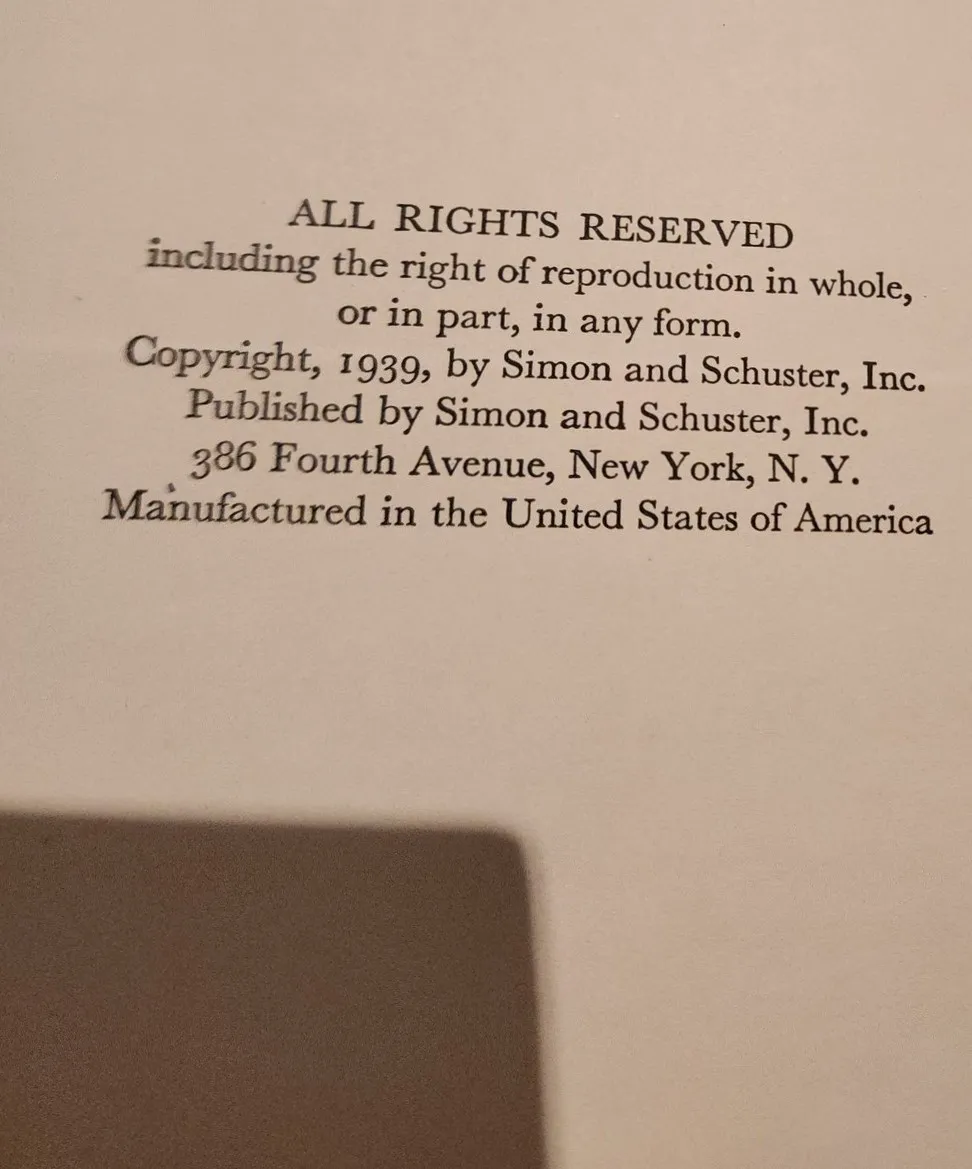 ALL RIGHTS RESERVED
including the right of reproduction in whole,
or in part, in any form.
Copyright, 1939, by Simon and Schuster, Inc.
Published by Simon and Schuster, Inc.
386 Fourth Avenue, New York, N. Y.
Manufactured in the United States of America